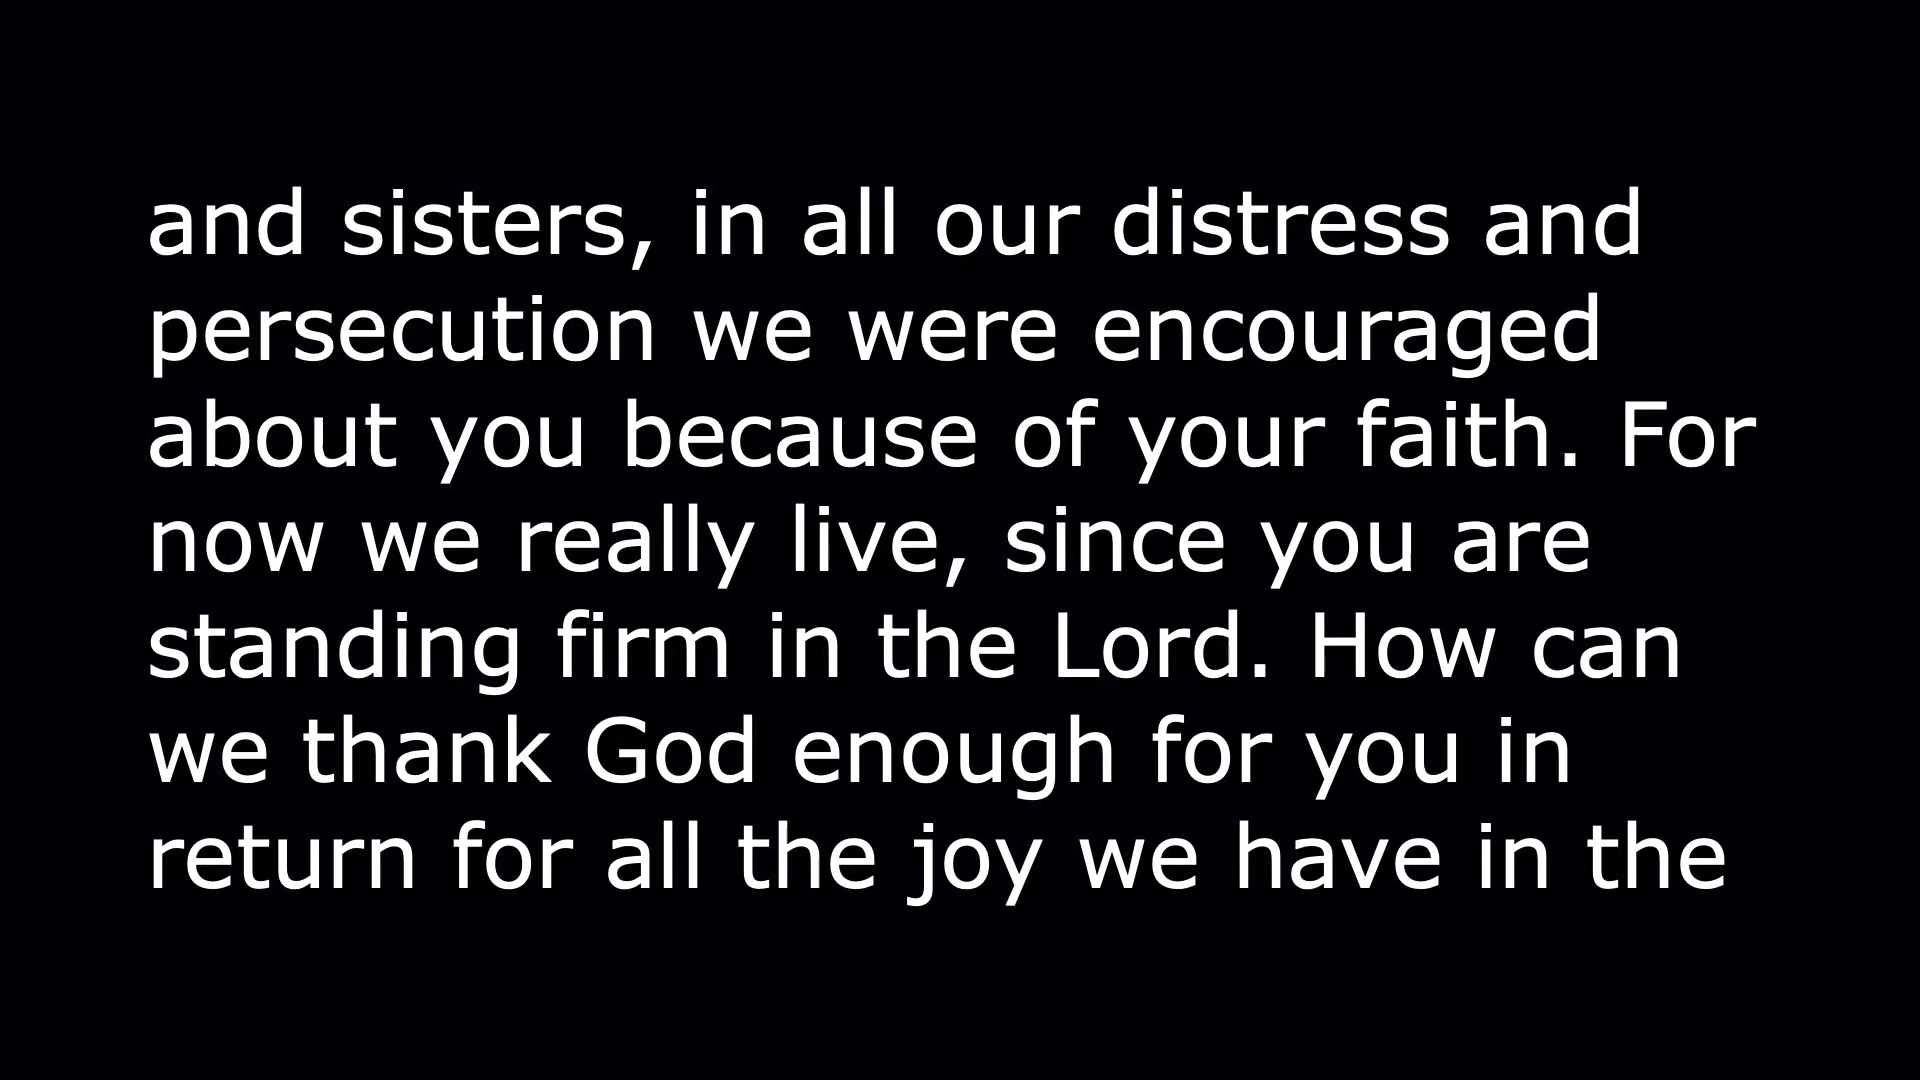 and sisters, in all our distress and
persecution we were encouraged
about you because of your faith. For
now we really live, since you are
standing firm in the Lord. How can
we thank God enough for you in
return for all the joy we have in the